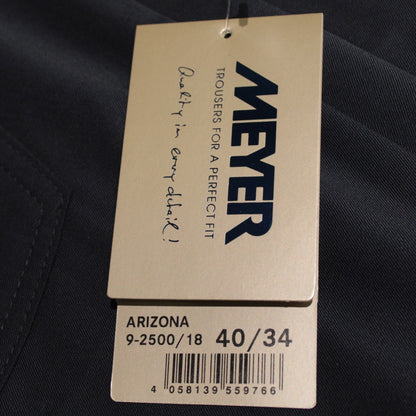 MEYER
TROUSERS FOR A PERFECT FIT
Quality in every detail!
ARIZONA
9-2500/18 40/34
4 058139 559766